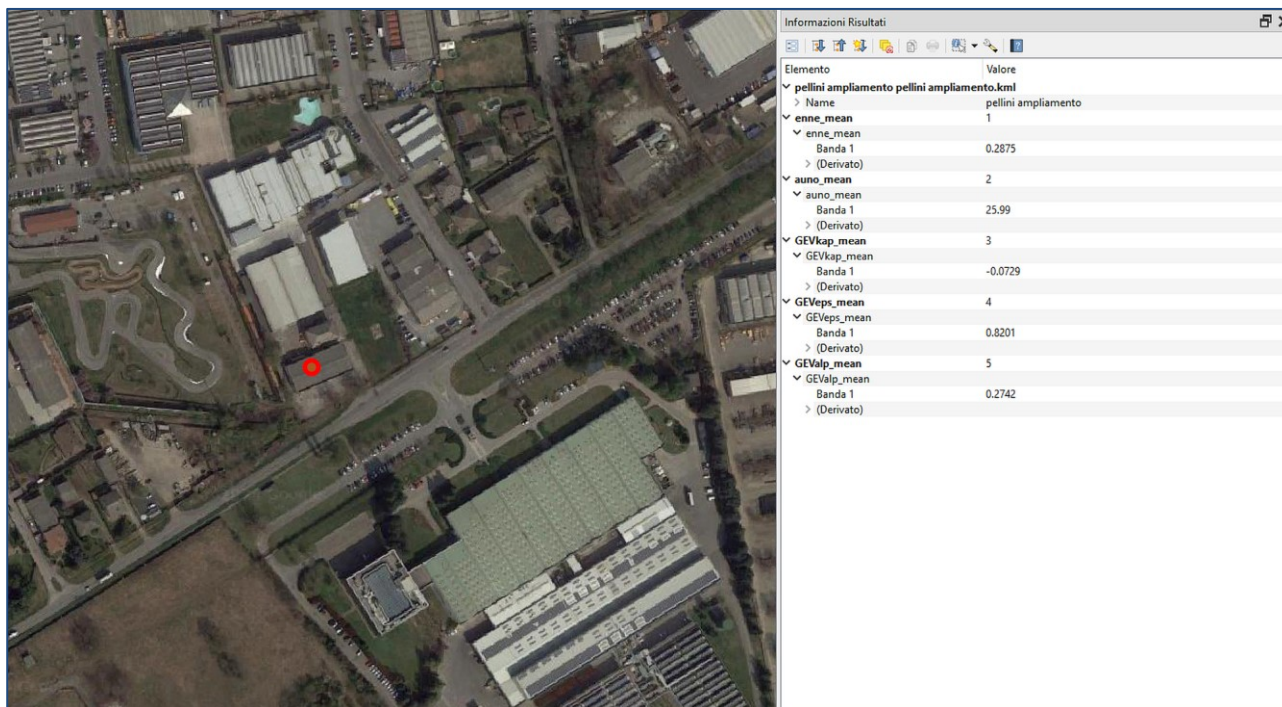 Informazioni Risultati
Elemento Valore
pellini ampliamento pellini ampliamento.kml
Name pellini ampliamento
enne_mean 1
enne_mean
Banda 1 0.2875
(Derivato)
auno_mean 2
auno_mean
Banda 1 25.99
(Derivato)
GEVkap_mean 3
GEVkap_mean
Banda 1 -0.0729
(Derivato)
GEVeps_mean 4
GEVeps_mean
Banda 1 0.8201
(Derivato)
GEValp_mean 5
GEValp_mean
Banda 1 0.2742
(Derivato)